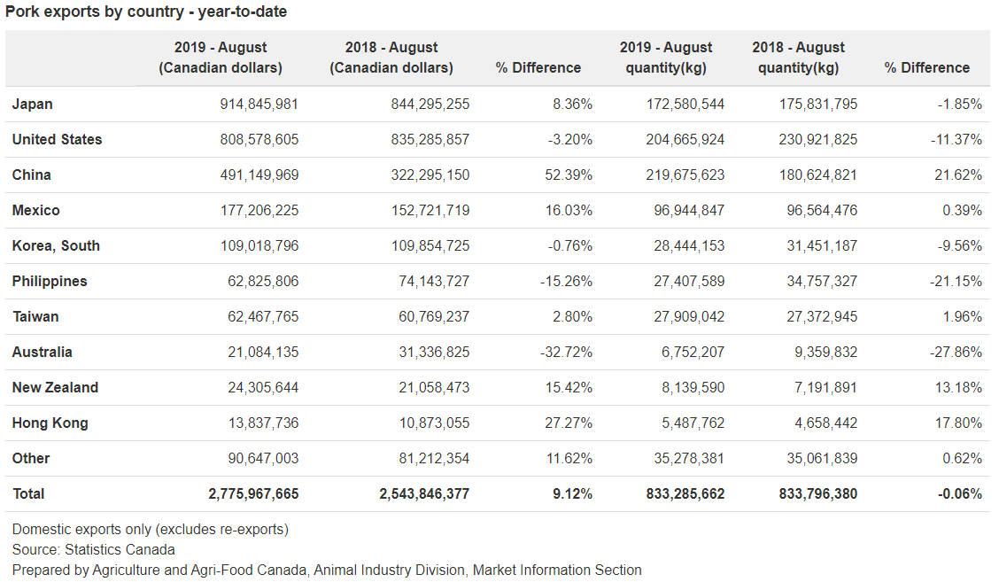 Pork exports by country - year-to-date
2019 - August (Canadian dollars) 2018 - August (Canadian dollars) % Difference 2019 - August quantity(kg) 2018 - August quantity(kg) % Difference
Japan 914,845,981 844,295,255 8.36% 172,580,544 175,831,795 -1.85%
United States 808,578,605 835,285,857 -3.20% 204,665,924 230,921,825 -11.37%
China 491,149,969 322,295,150 52.39% 219,675,623 180,624,821 21.62%
Mexico 177,206,225 152,721,719 16.03% 96,944,847 96,564,476 0.39%
Korea, South 109,018,796 109,854,725 -0.76% 28,444,153 31,451,187 -9.56%
Philippines 62,825,806 74,143,727 -15.26% 27,407,589 34,757,327 -21.15%
Taiwan 62,467,765 60,769,237 2.80% 27,909,042 27,372,945 1.96%
Australia 21,084,135 31,336,825 -32.72% 6,752,207 9,359,832 -27.86%
New Zealand 24,305,644 21,058,473 15.42% 8,139,590 7,191,891 13.18%
Hong Kong 13,837,736 10,873,055 27.27% 5,487,762 4,658,442 17.80%
Other 90,647,003 81,212,354 11.62% 35,278,381 35,061,839 0.62%
Total 2,775,967,665 2,543,846,377 9.12% 833,285,662 833,796,380 -0.06%
Domestic exports only (excludes re-exports)
Source: Statistics Canada
Prepared by Agriculture and Agri-Food Canada, Animal Industry Division, Market Information Section